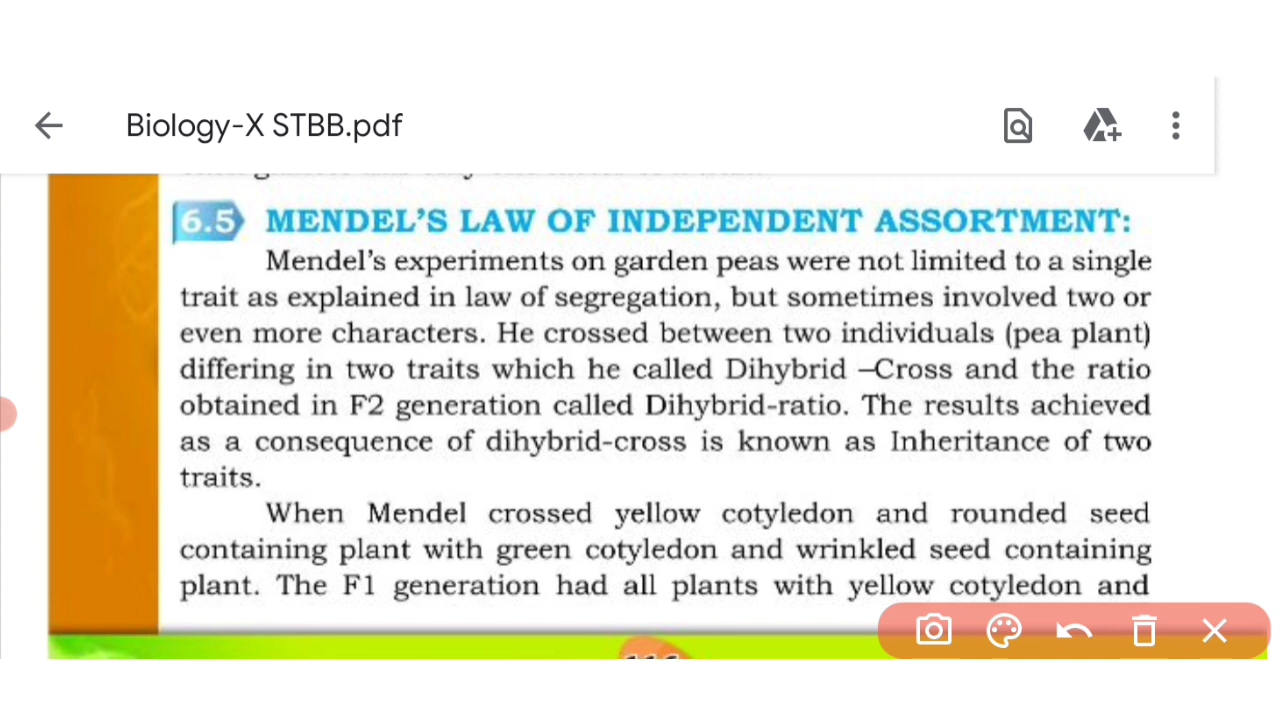 Biology-X STBB.pdf
6.5 MENDEL'S LAW OF INDEPENDENT ASSORTMENT:
Mendel's experiments on garden peas were not limited to a single
trait as explained in law of segregation, but sometimes involved two or
even more characters. He crossed between two individuals (pea plant)
differing in two traits which he called Dihybrid –Cross and the ratio
obtained in F2 generation called Dihybrid-ratio. The results achieved
as a consequence of dihybrid-cross is known as Inheritance of two
traits.
When Mendel crossed yellow cotyledon and rounded seed
containing plant with green cotyledon and wrinkled seed containing
plant. The F1 generation had all plants with yellow cotyledon and